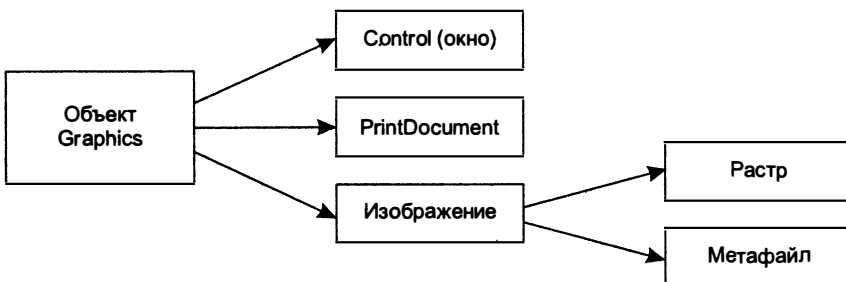 Control (окно)
Объект
Graphics
PrintDocument
Растр
Изображение
Метафайл